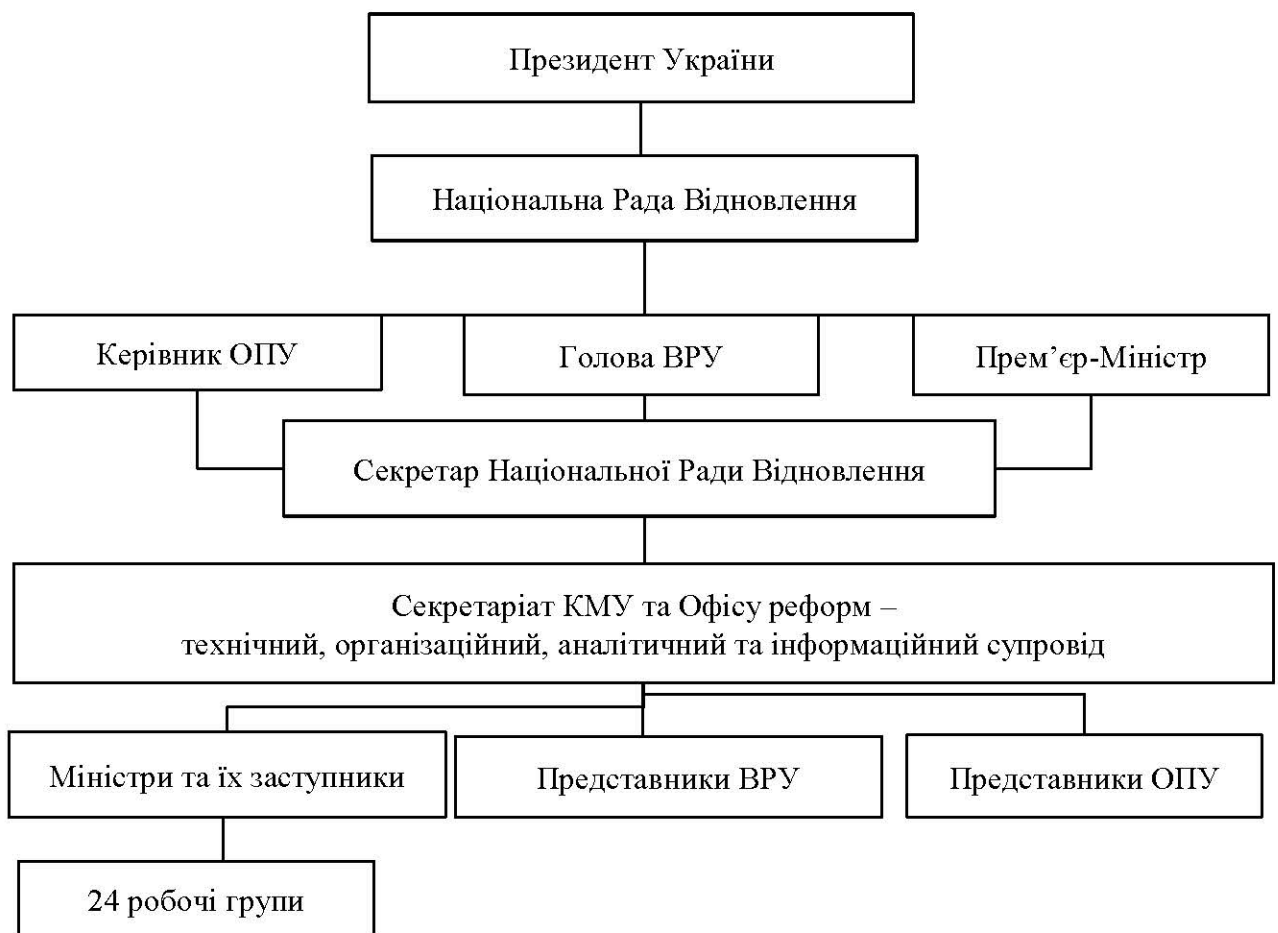 Президент України
Національна Рада Відновлення
Керівник ОПУ
Голова ВРУ
Прем’єр-Міністр
Секретар Національної Ради Відновлення
Секретаріат КМУ та Офісу реформ –
технічний, організаційний, аналітичний та інформаційний супровід
Міністри та їх заступники
Представники ВРУ
Представники ОПУ
24 робочі групи